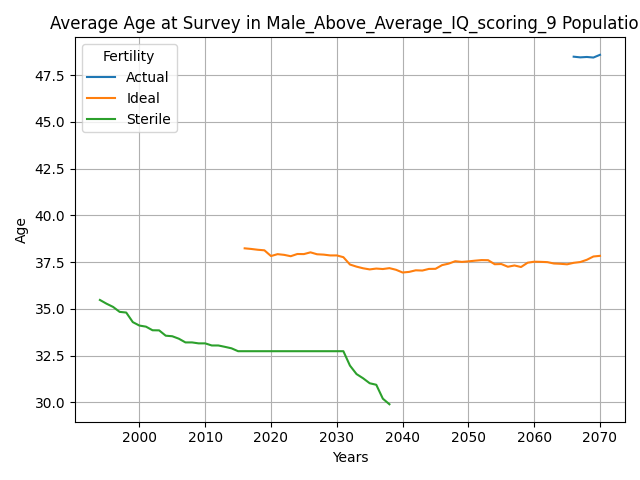 Average Age at Survey in Male_Above_Average_IQ_scoring_9 Populatio
Fertility
Actual
Ideal
Sterile
47.5
45.0
42.5
40.0
37.5
35.0
32.5
30.0
Age
2000 2010 2020 2030 2040 2050 2060 2070
Years